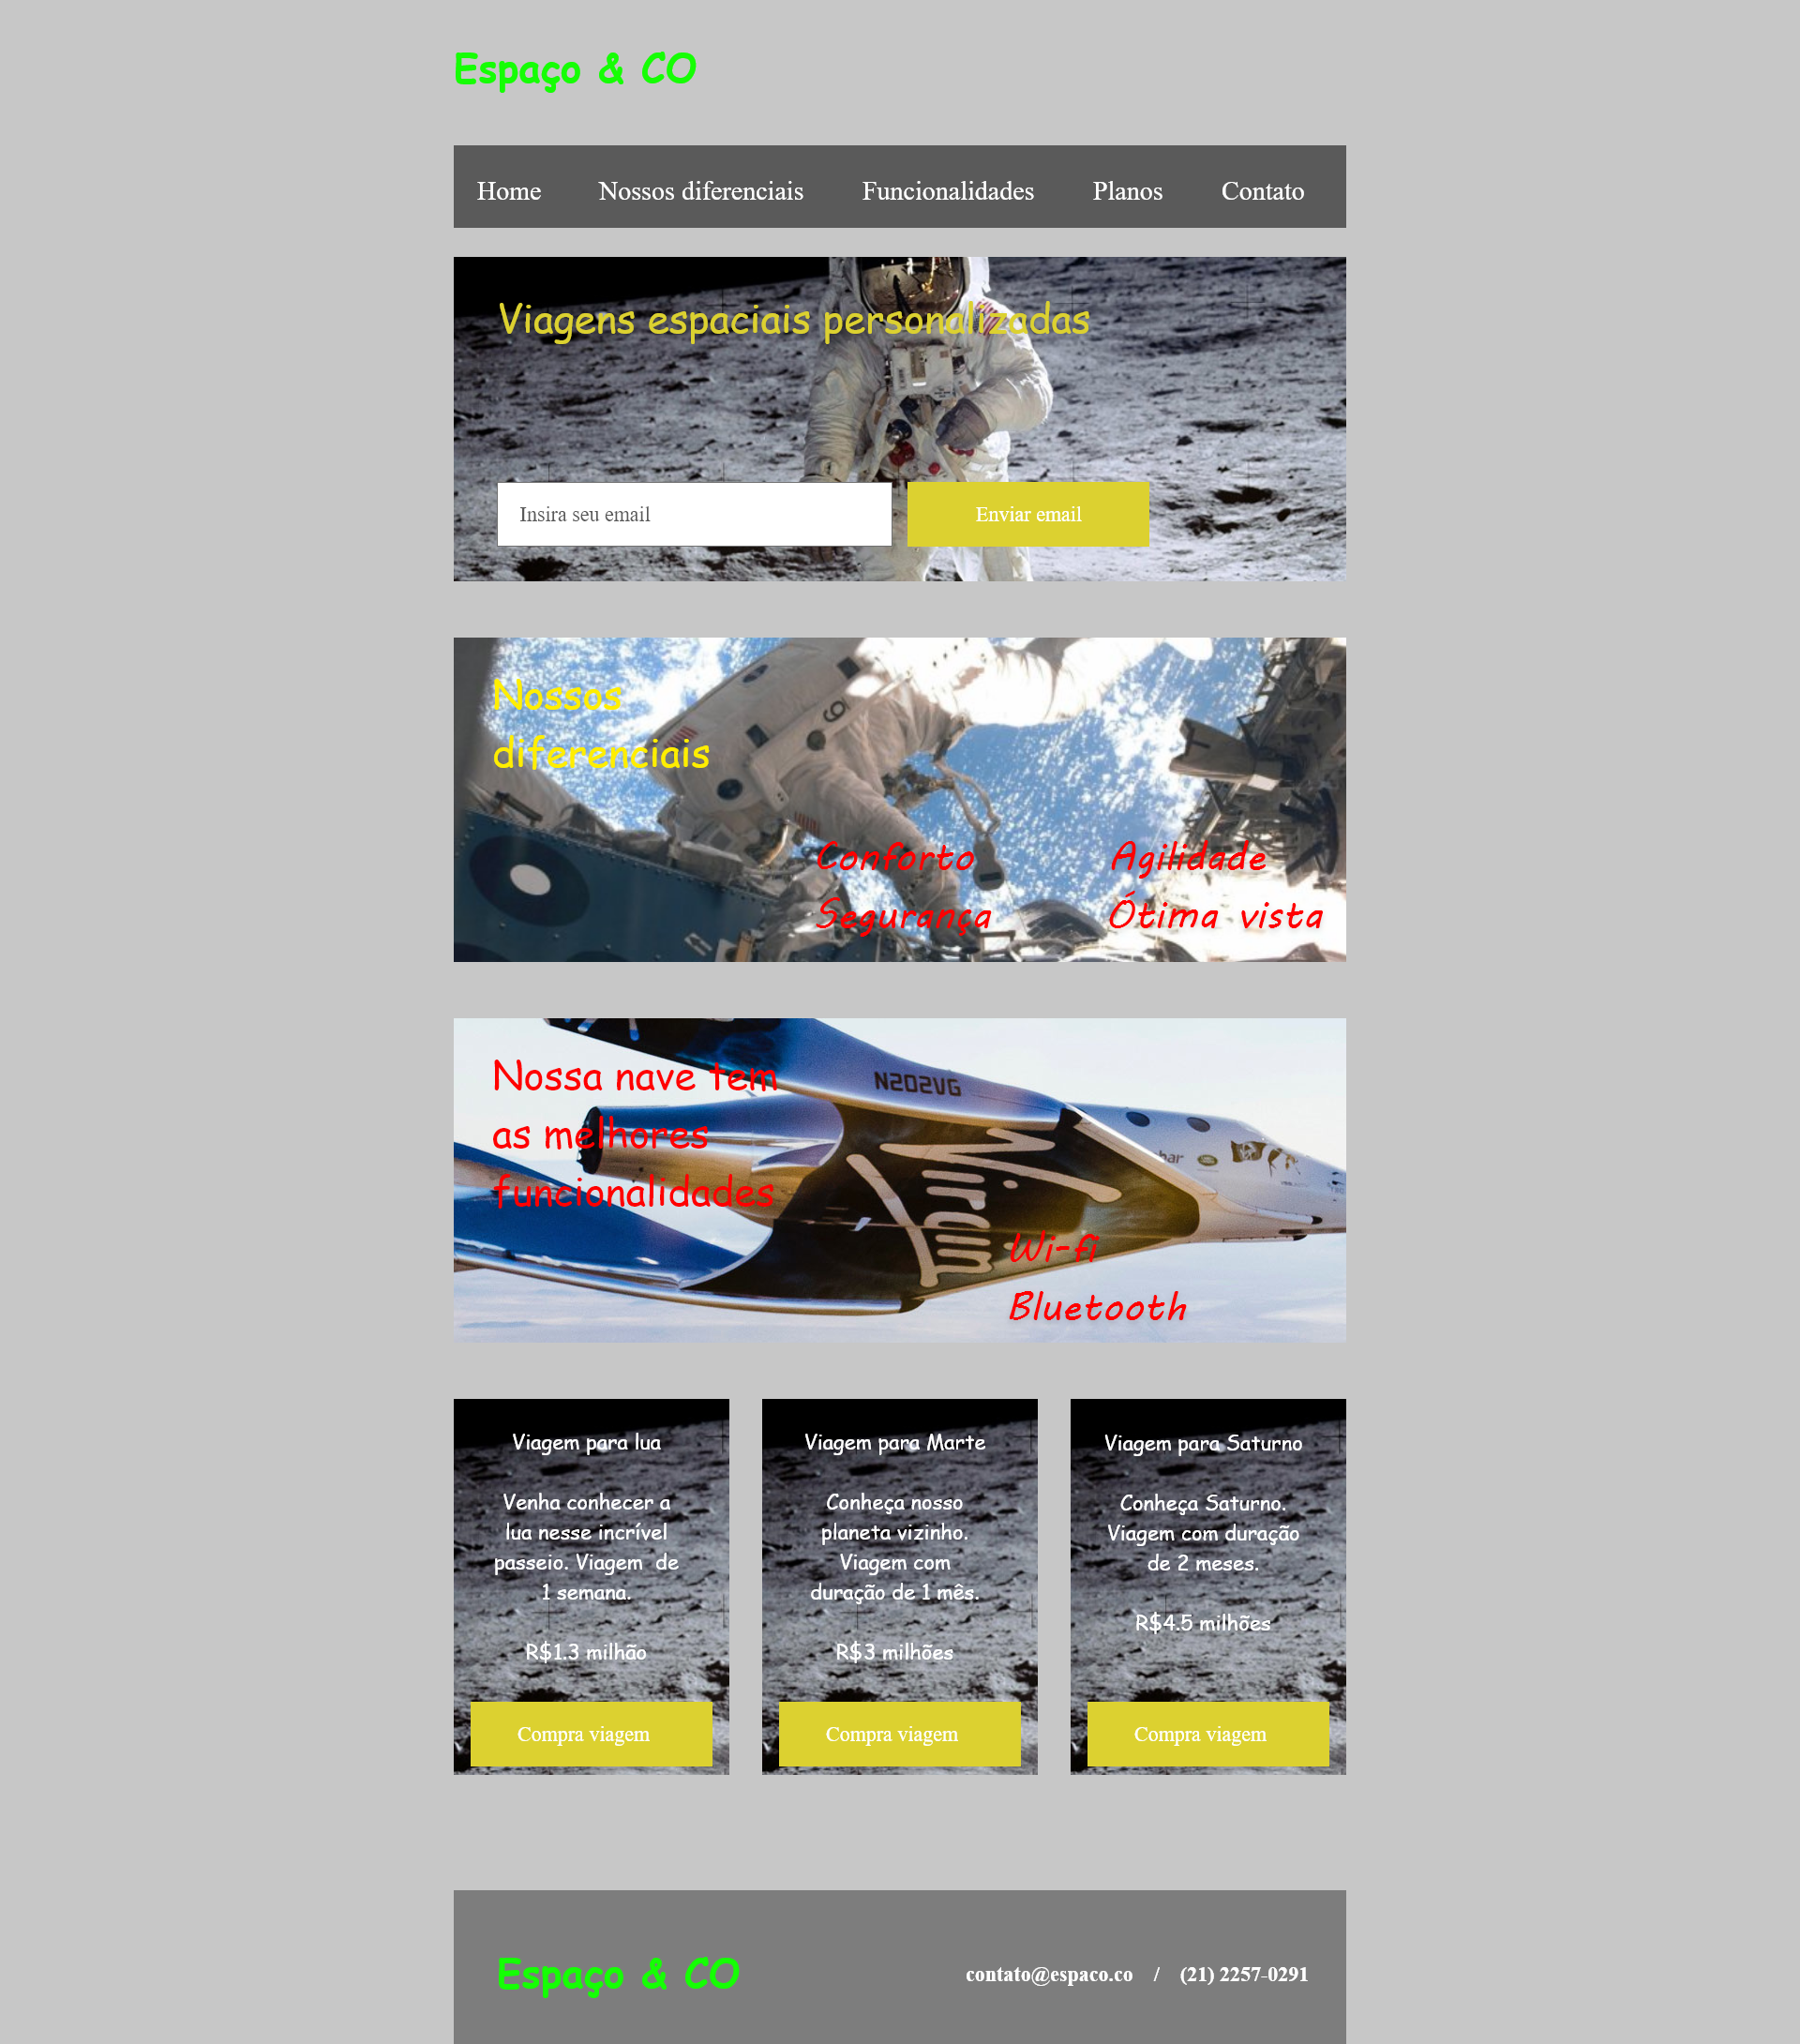 Espaço & CO
Home
Nossos diferenciais
Funcionalidades
Planos
Contato
Viagens espaciais personalizadas
Insira seu email
Enviar email
Nossos
diferenciais
Conforto
Agilidade
Segurança
Ótima vista
Nossa nave tem
as melhores
funcionalidades
N202VG
Virgin
Wi-fi
Bluetooth
Viagem para lua
Venha conhecer a
lua nesse incrível
passeio. Viagem  de
1 semana.
R$1.3 milhão
Compra viagem
Viagem para Marte
Conheça nosso
planeta vizinho.
Viagem com
duração de 1 mês.
R$3 milhões
Compra viagem
Viagem para Saturno
Conheça Saturno.
Viagem com duração
de 2 meses.
R$4.5 milhões
Compra viagem
Espaço & CO
contato@espaco.co / (21) 2257-0291